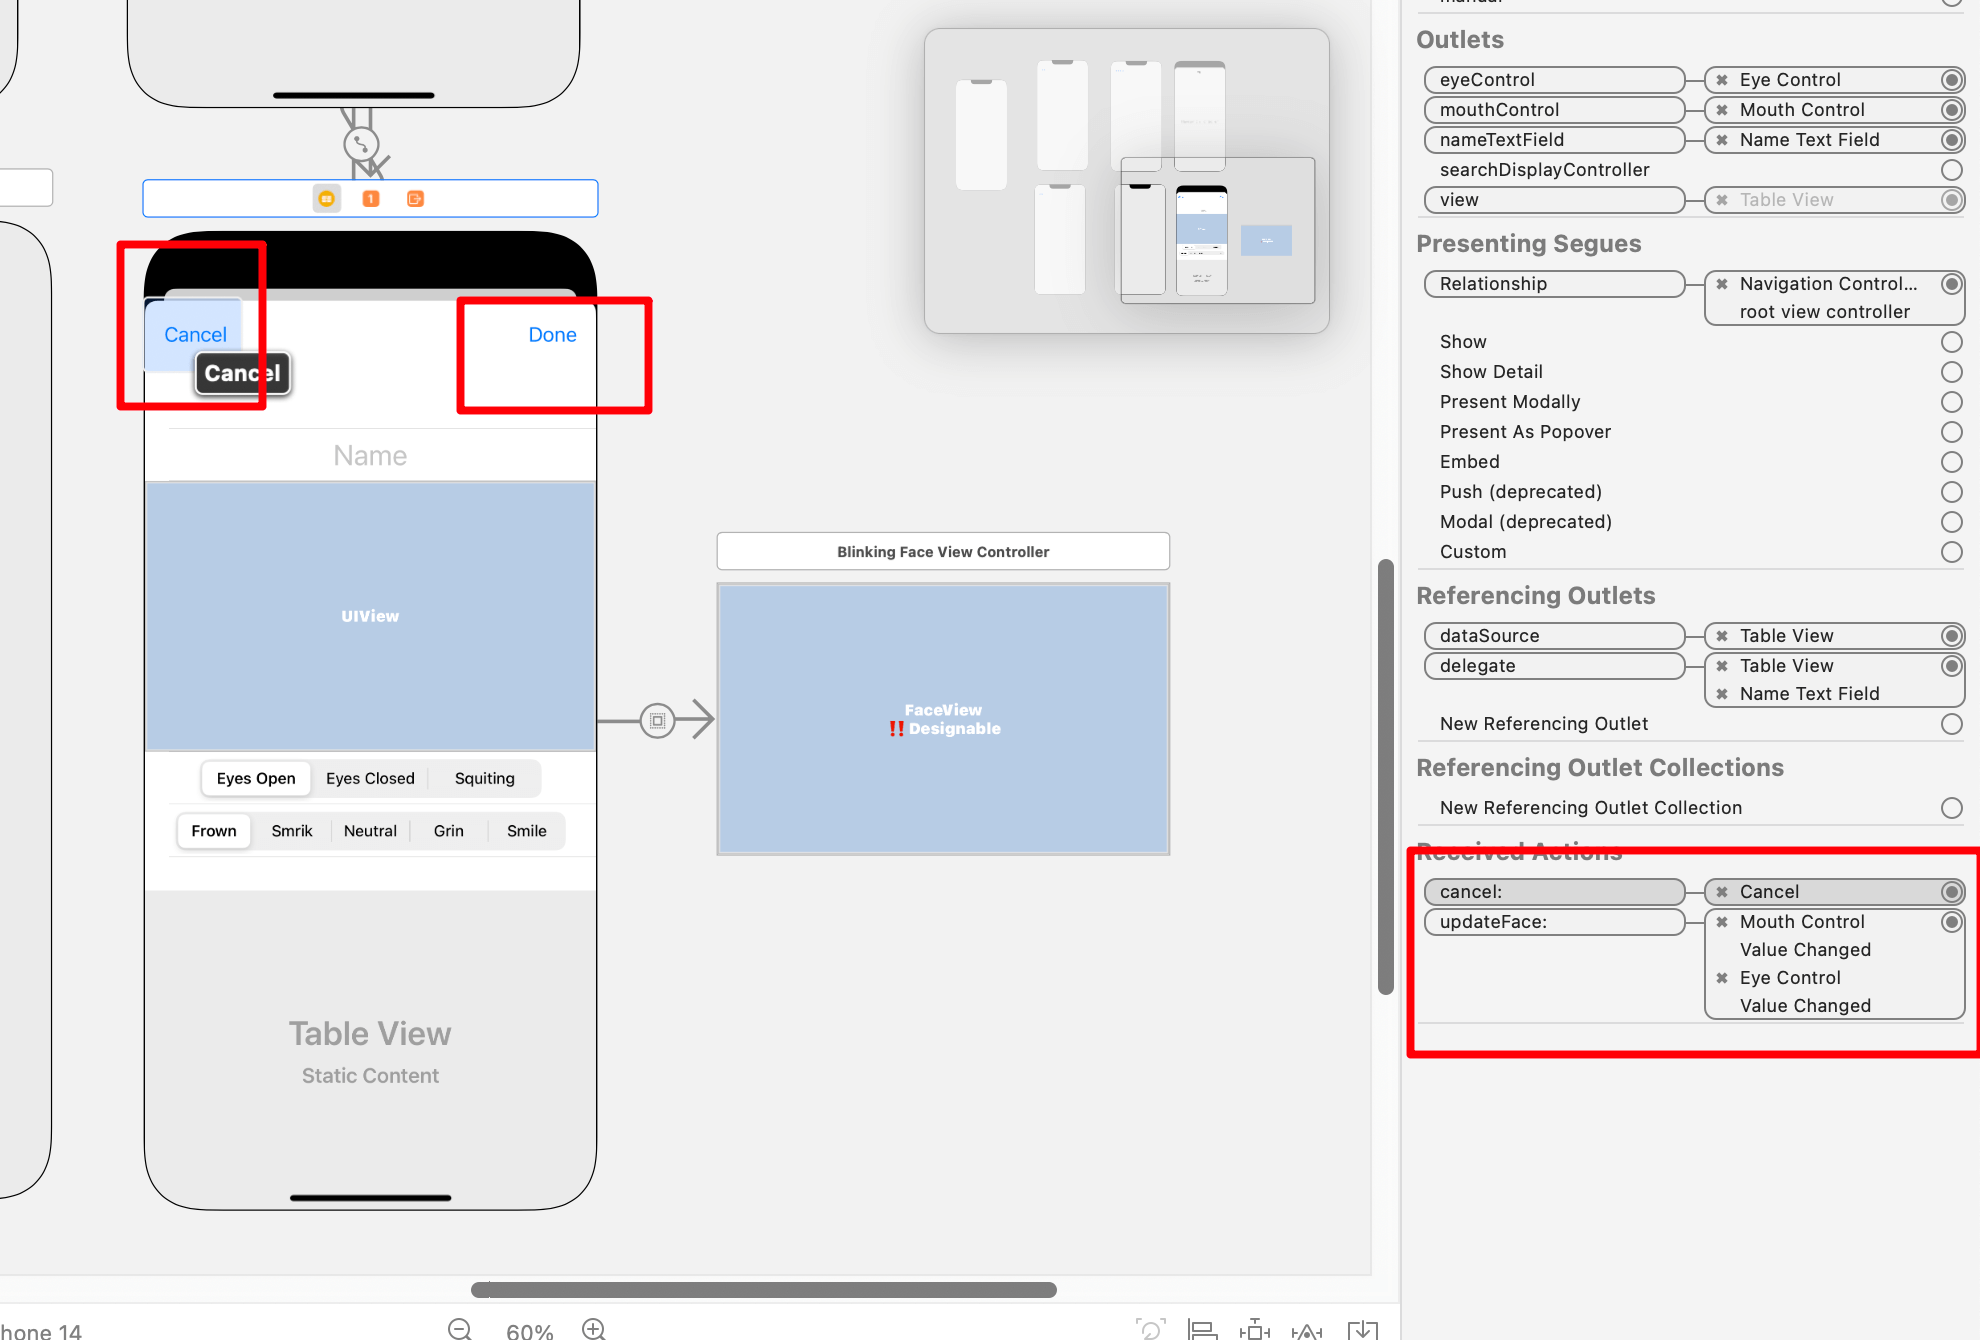 1
Cancel
Done
Cancel
Name
UIView
Eyes Open
Eyes Closed
Squiting
Frown
Smrik
Neutral
Grin
Smile
Table View
Static Content
Blinking Face View Controller
FaceView
!! Designable
60%
manual
Outlets
eyeControl
✖ Eye Control
mouthControl
✖ Mouth Control
nameTextField
✖ Name Text Field
searchDisplayController
view
✖ Table View
Presenting Segues
Relationship
✖ Navigation Control...
root view controller
Show
Show Detail
Present Modally
Present As Popover
Embed
Push (deprecated)
Modal (deprecated)
Custom
Referencing Outlets
dataSource
✖ Table View
delegate
✖ Table View
✖ Name Text Field
New Referencing Outlet
Referencing Outlet Collections
New Referencing Outlet Collection
Received Actions
cancel:
✖ Cancel
updateFace:
✖ Mouth Control
Value Changed
✖ Eye Control
Value Changed
hone 14